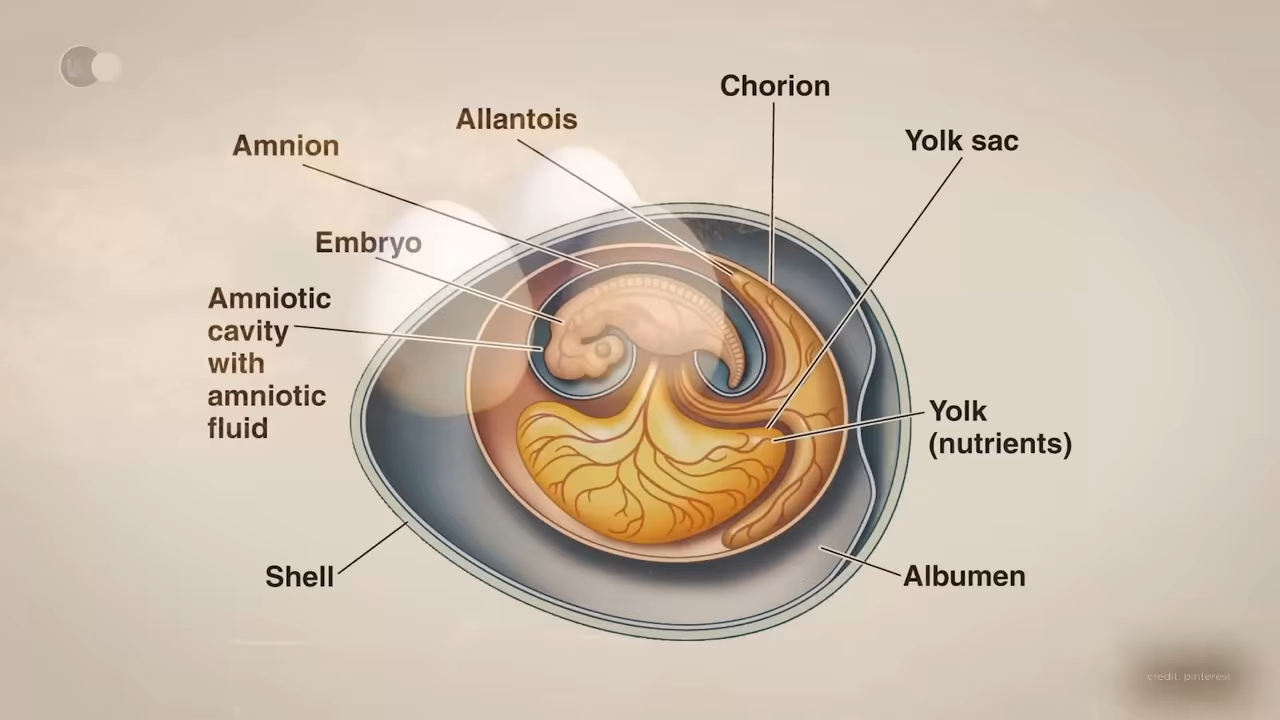 Chorion
Allantois
Yolk sac
Amnion
Embryo
Amniotic
cavity
with
amniotic
fluid
Yolk
(nutrients)
Shell
Albumen
credit: pinterest